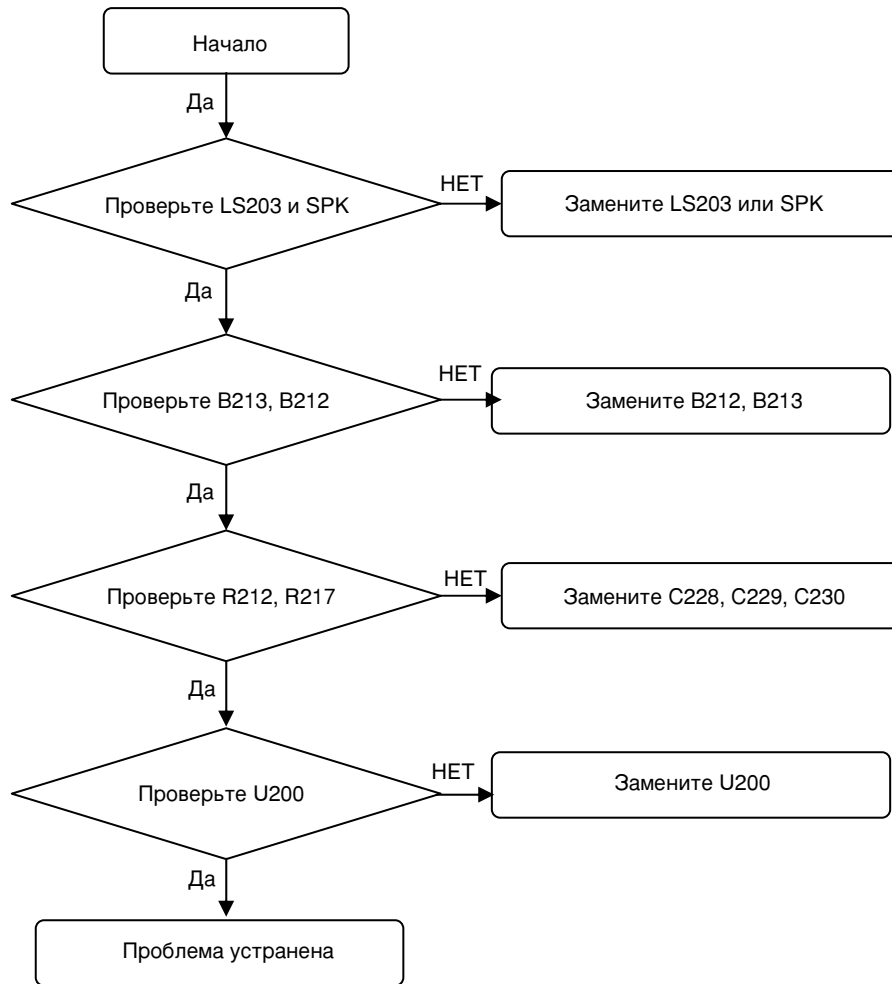 Начало
Да
Проверьте LS203 и SPK
НЕТ
Замените LS203 или SPK
Да
Проверьте B213, B212
НЕТ
Замените B212, B213
Да
Проверьте R212, R217
НЕТ
Замените C228, C229, C230
Да
Проверьте U200
НЕТ
Замените U200
Да
Проблема устранена